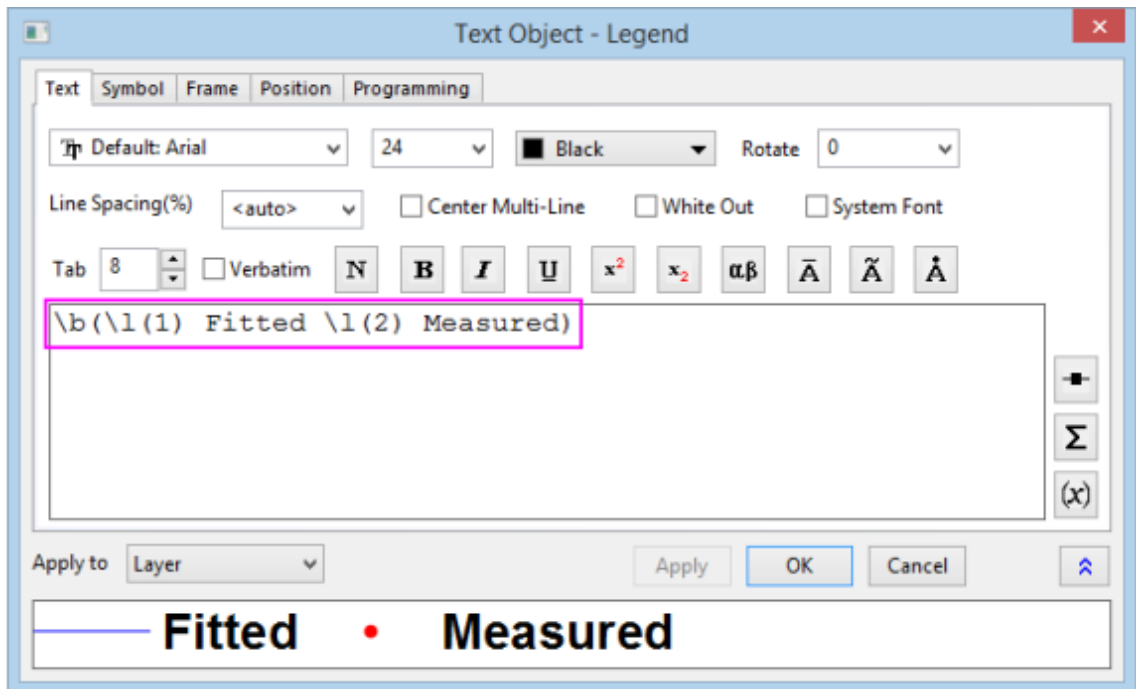 Text Object - Legend
Text Symbol Frame Position Programming
Default: Arial 24 Black Rotate 0
Line Spacing(%) <auto> Center Multi-Line White Out System Font
Tab 8 Verbatim N B I U x² x₂ αβ Ā Ã Å
\b(\l(1) Fitted \l(2) Measured)
Σ
(x)
Apply to Layer Apply OK Cancel
Fitted Measured